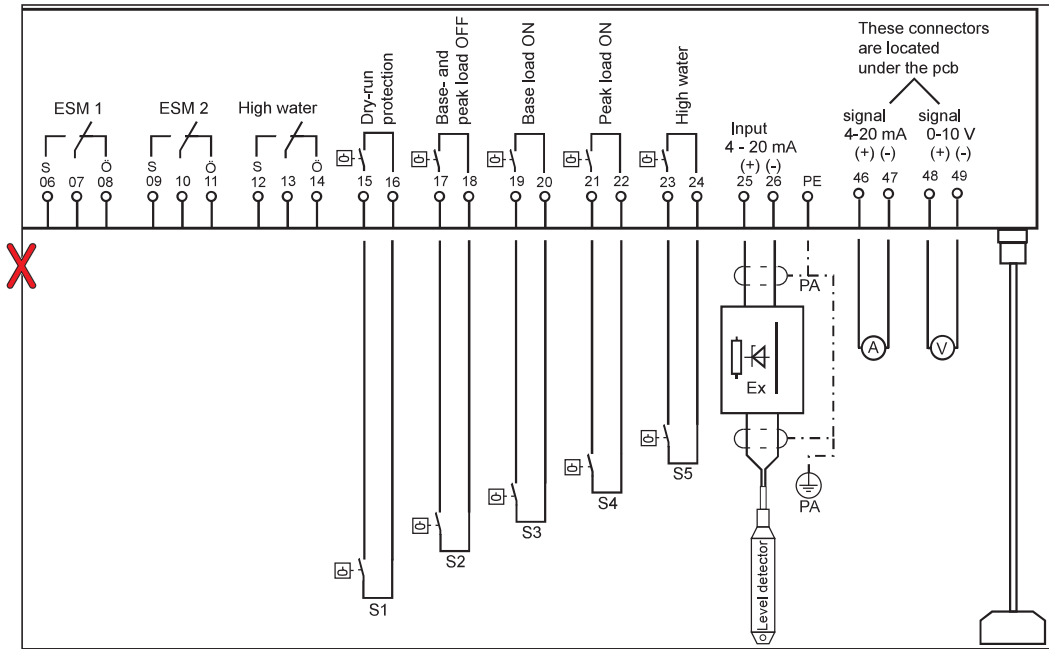 These connectors
are located
under the pcb
ESM 1
ESM 2
High water
Dry-run
protection
Base- and
peak load OFF
Base load ON
Peak load ON
High water
Input
4 - 20 mA
(+) (-)
signal
4-20 mA
(+) (-)
signal
0-10 V
(+) (-)
S
Ö
S
Ö
S
Ö
06
07
08
09
10
11
12
13
14
15
16
17
18
19
20
21
22
23
24
25
26
PE
46
47
48
49
PA
A
V
Ex
S5
S4
PA
S3
S2
S1
Level detector